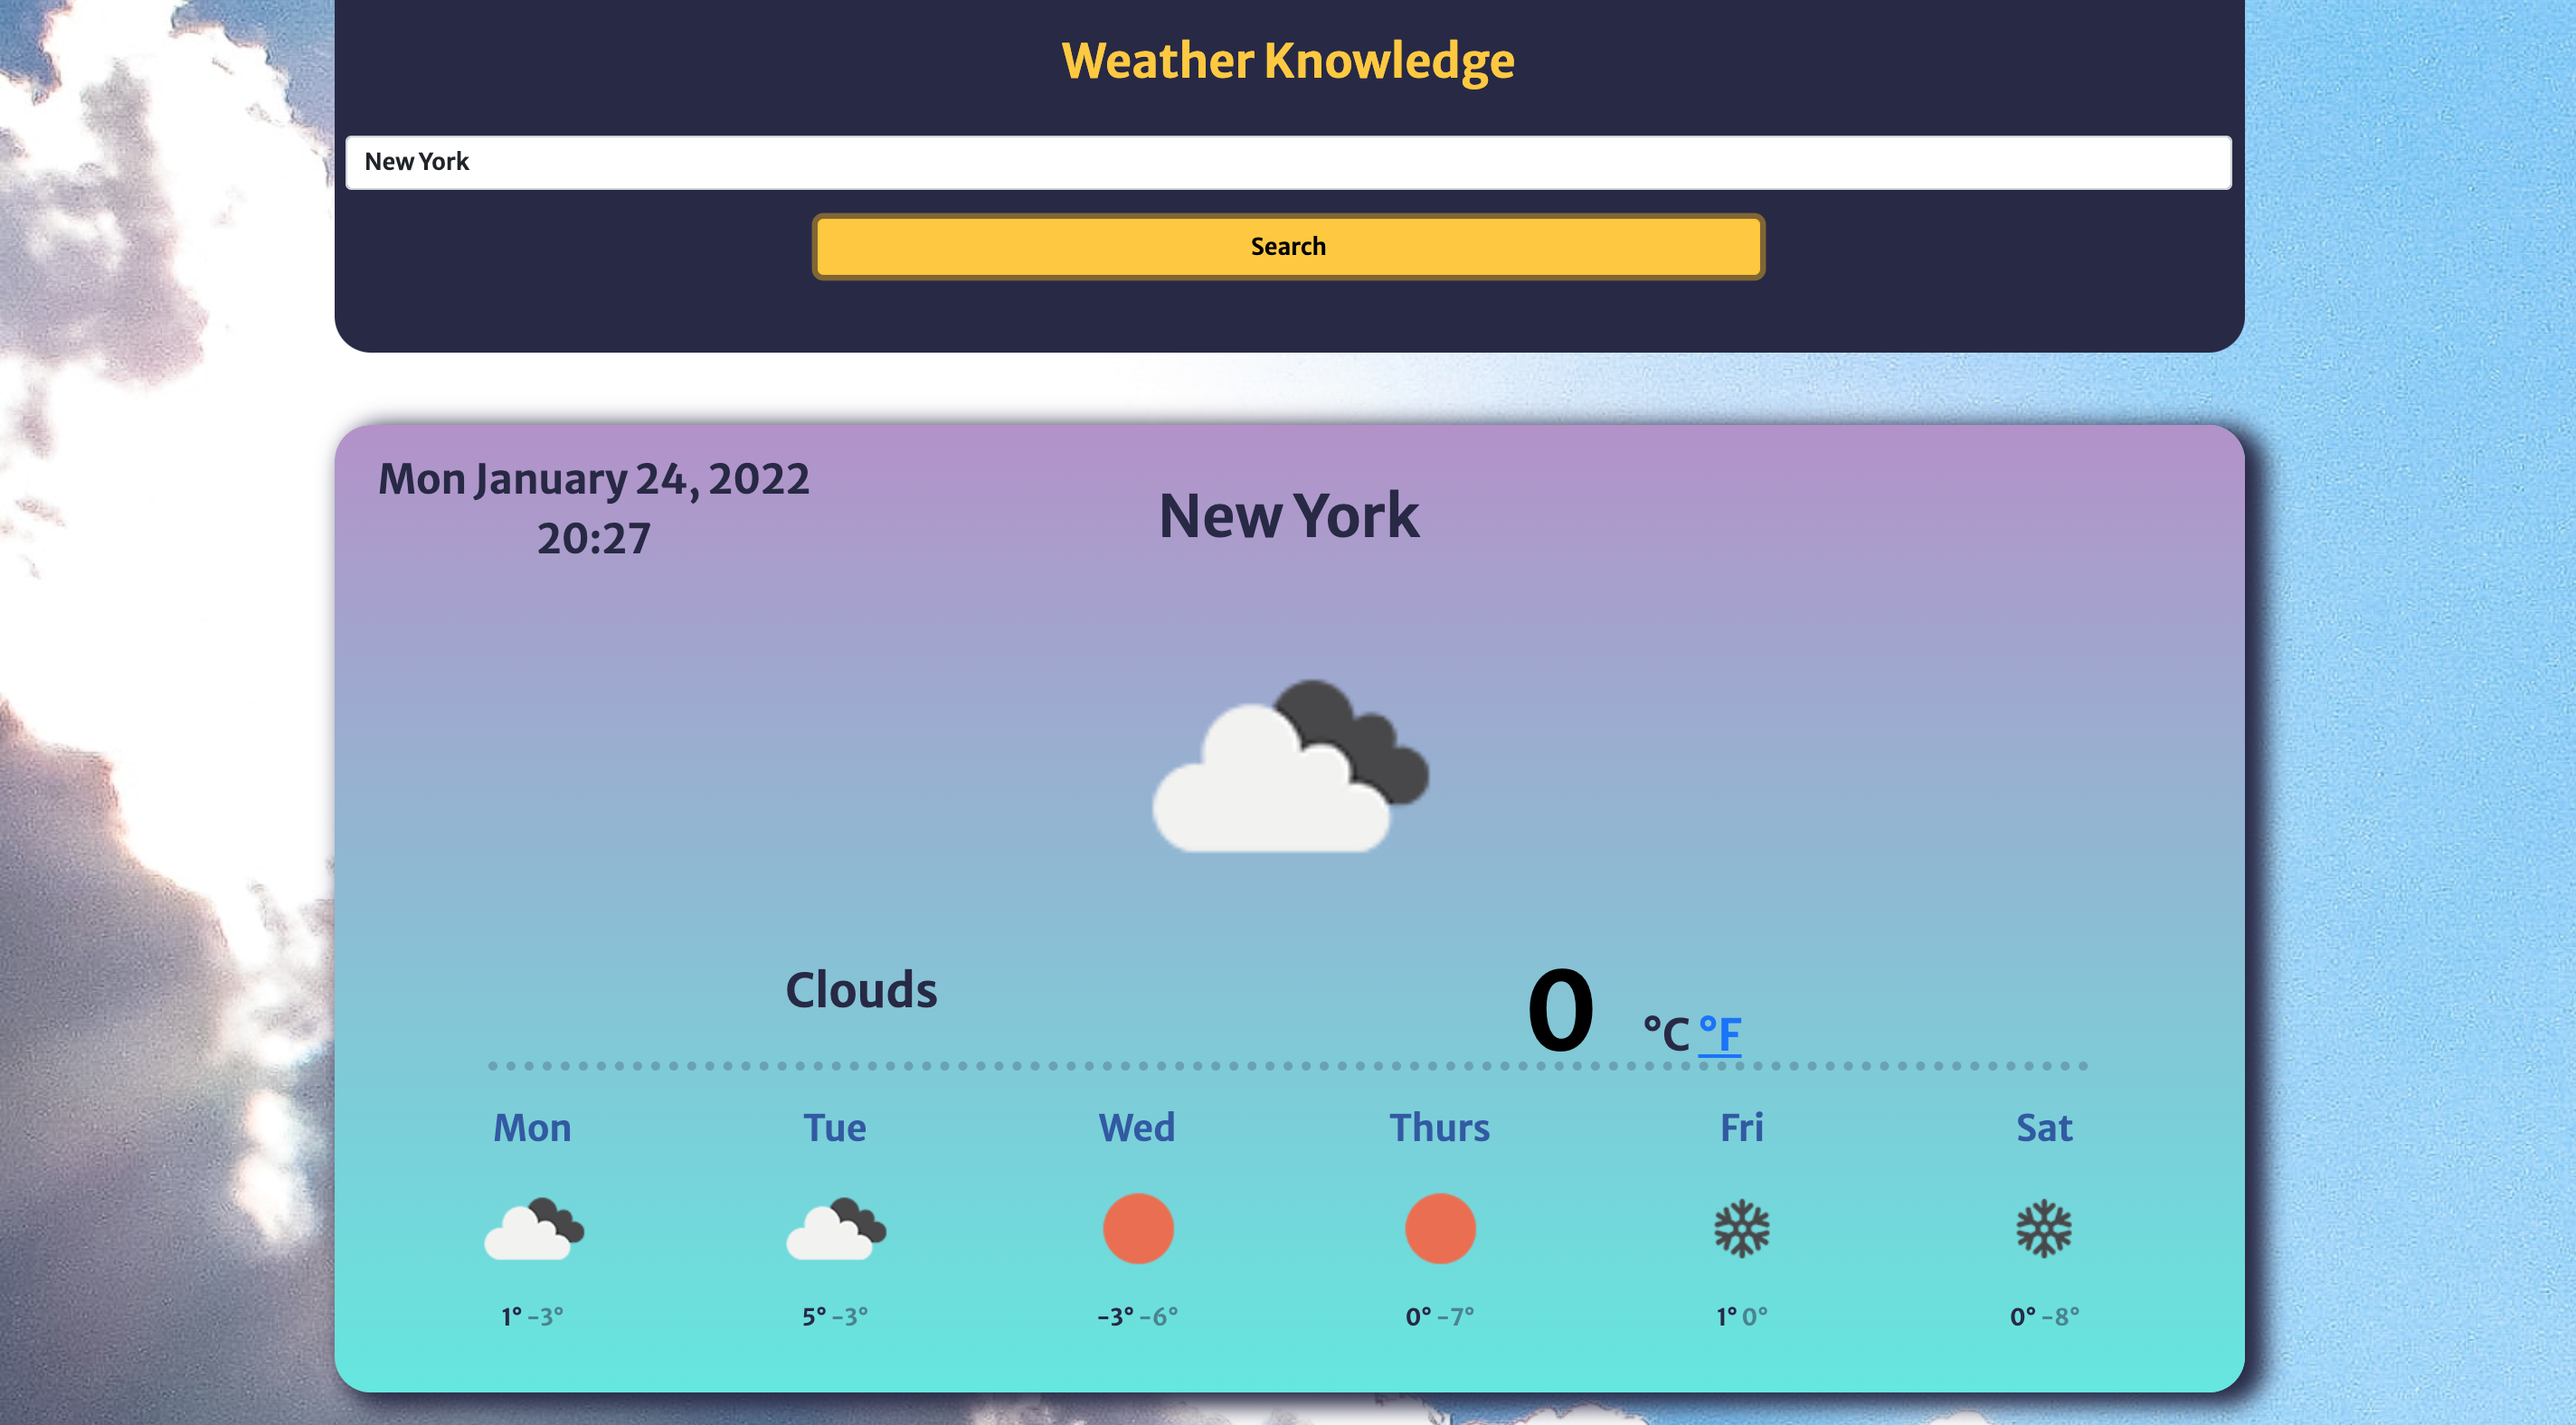 Weather Knowledge
New York
Search
Mon January 24, 2022
20:27
New York
Clouds
0 °C °F
Mon Tue Wed Thurs Fri Sat
1° -3° 5° -3° -3° -6° 0° -7° 1° 0° 0° -8°